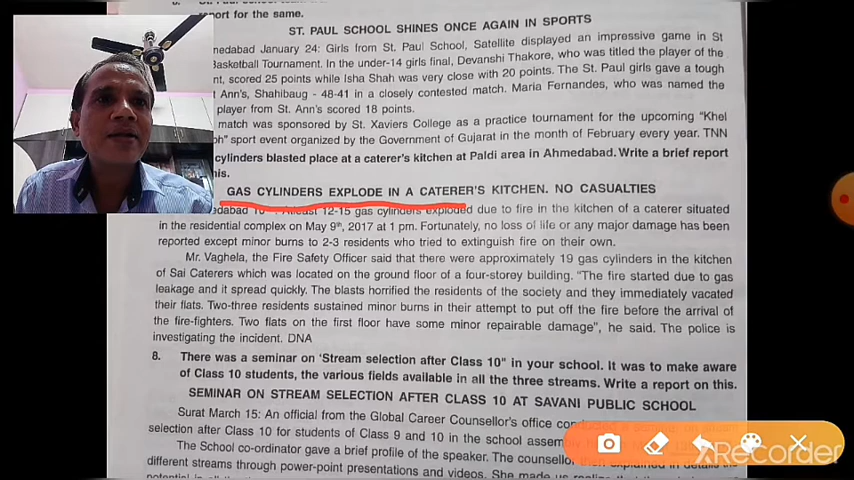 port for the same.
ST. PAUL SCHOOL SHINES ONCE AGAIN IN SPORTS
medabad January 24: Girls from St. Paul School, Satellite displayed an impressive game in St
Basketball Tournament. In the under-14 girls final, Devanshi Thakore, who was titled the player of the
nt, scored 25 points while Isha Shah was very close with 20 points. The St. Paul girls gave a tough
t Ann's, Shahibaug - 48-41 in a closely contested match. Maria Fernandes, who was named the
player from St. Ann's scored 18 points.
match was sponsored by St. Xaviers College as a practice tournament for the upcoming "Khel
" sport event organized by the Government of Gujarat in the month of February every year. TNN
cylinders blasted place at a caterer's kitchen at Paldi area in Ahmedabad. Write a brief report
his.
GAS CYLINDERS EXPLODE IN A CATERER'S KITCHEN. NO CASUALTIES
edabad 10 Atleast 12-15 gas cylinders exploded due to fire in the kitchen of a caterer situated
in the residential complex on May 9th, 2017 at 1 pm. Fortunately, no loss of life or any major damage has been
reported except minor burns to 2-3 residents who tried to extinguish fire on their own.
Mr. Vaghela, the Fire Safety Officer said that there were approximately 19 gas cylinders in the kitchen
of Sai Caterers which was located on the ground floor of a four-storey building. "The fire started due to gas
leakage and it spread quickly. The blasts horrified the residents of the society and they immediately vacated
their flats. Two-three residents sustained minor burns in their attempt to put off the fire before the arrival of
the fire-fighters. Two flats on the first floor have some minor repairable damage", he said. The police is
investigating the incident. DNA
8. There was a seminar on 'Stream selection after Class 10" in your school. It was to make aware
of Class 10 students, the various fields available in all the three streams. Write a report on this.
SEMINAR ON STREAM SELECTION AFTER CLASS 10 AT SAVANI PUBLIC SCHOOL
Surat March 15: An official from the Global Career Counsellor's office
selection after Class 10 for students of Class 9 and 10 in the school
The School co-ordinator gave a brief profile of the speaker. The counsellor
different streams through power-point presentations and videos. She made us
XRecorder